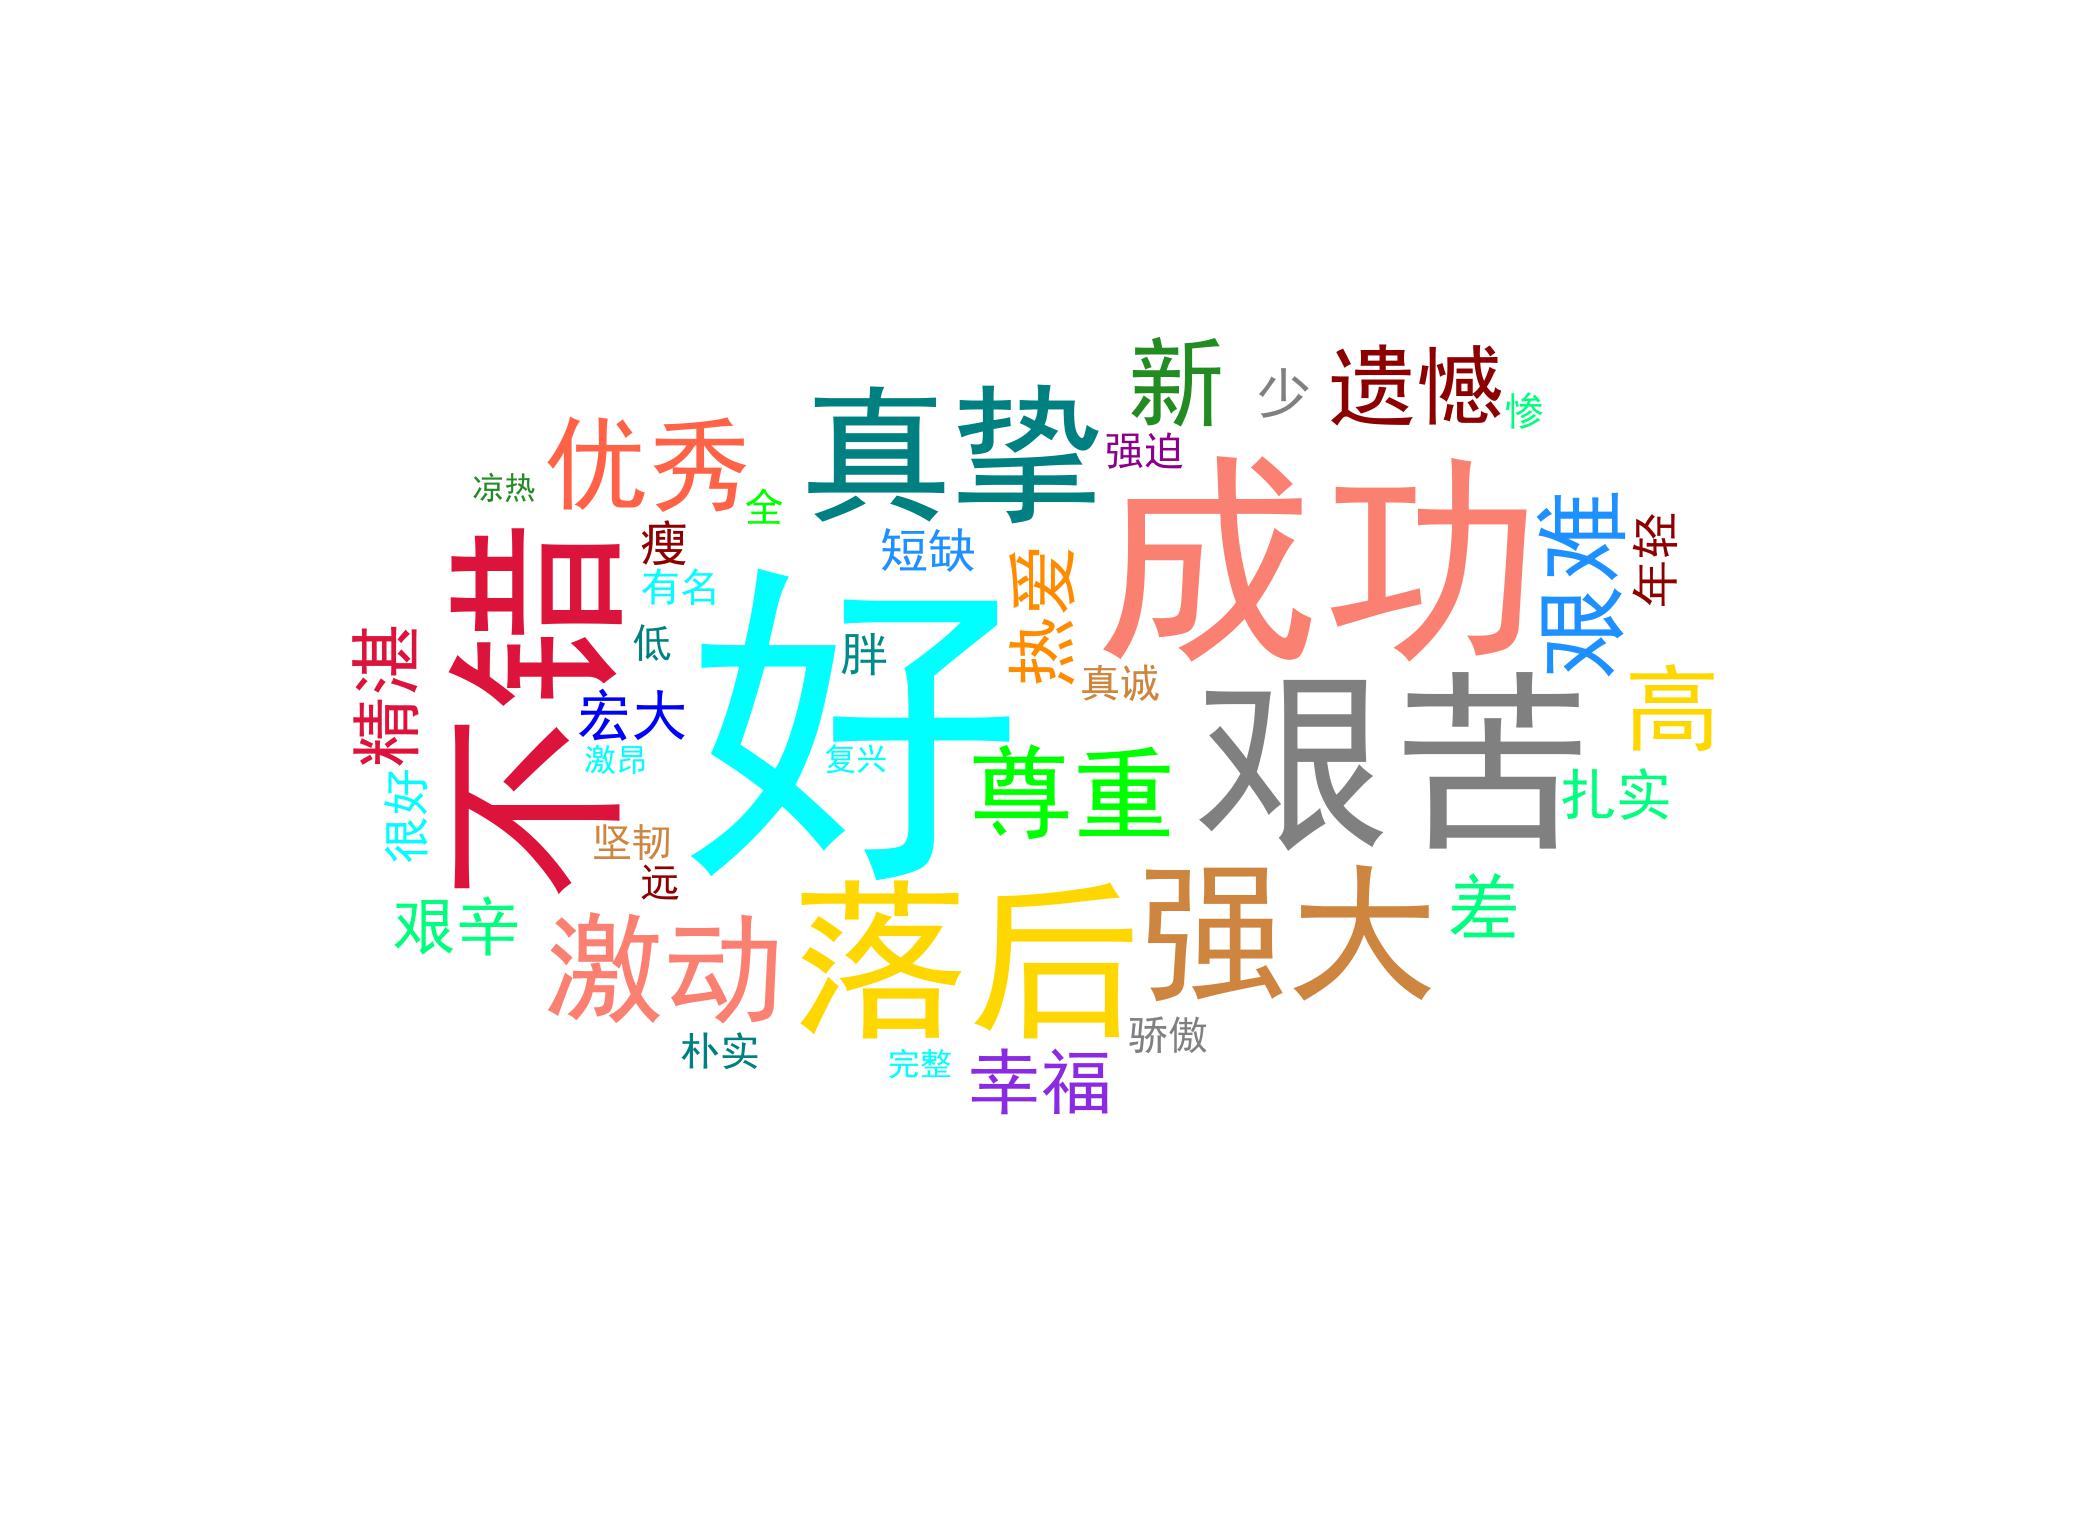 新
少
遗憾
惨
真挚
强迫
优秀
凉热
全
成功
瘦
短缺
艰难
年轻
不错
有名
热爱
好
胖
低
精湛
真诚
艰苦
高
宏大
激昂
复兴
尊重
扎实
很好
坚韧
远
落后
强大
差
艰辛
激动
骄傲
朴实
完整
幸福